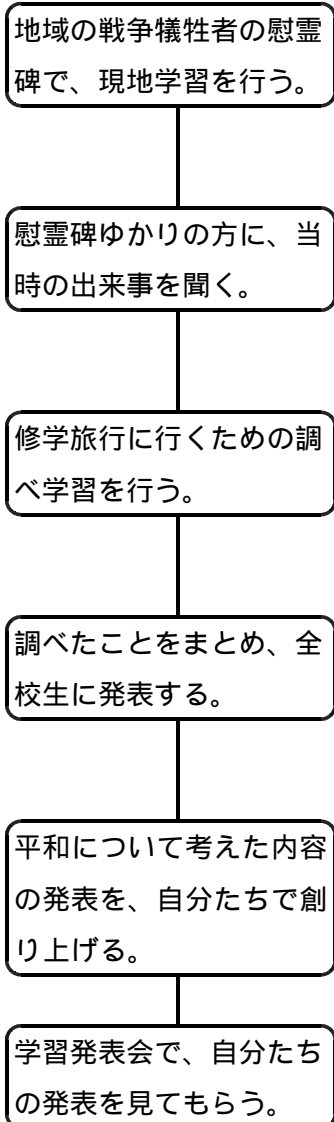 地域の戦争犠牲者の慰霊
碑で、現地学習を行う。
慰霊碑ゆかりの方に、当
時の出来事を聞く。
修学旅行に行くための調
べ学習を行う。
調べたことをまとめ、全
校生に発表する。
平和について考えた内容
の発表を、自分たちで創
り上げる。
学習発表会で、自分たち
の発表を見てもらう。